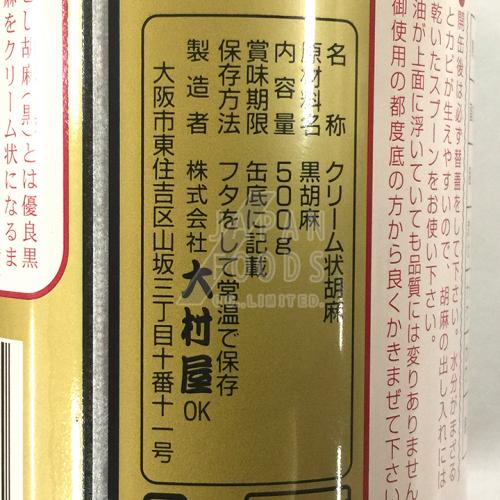 ●開缶後は必ず替蓋をして下さい。水分がまざる
とカビが生えやすいので、胡麻の出し入れには
乾いたスプーンをお使い下さい。
油が上面に浮いていても品質には変りありません
御使用の都度底の方から良くかきまぜて下さい
名称 クリーム状胡麻
原材料名 黒胡麻
内容量 500g
賞味期限 缶底に記載
保存方法 フタをして常温で保存
製造者 株式会社 大村屋 OK
大阪市東住吉区山坂三丁目十番十一号
とし胡麻(黒)とは優良黒
麻をクリーム状になるま
JAPAN
FOODS
CO., LIMITED.